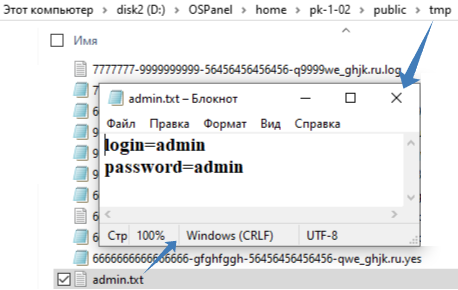 Этот компьютер > disk2 (D:) > OSPanel > home > pk-1-02 > public > tmp
Имя
7777777-9999999999-56456456456456-q9999we_ghjk.ru.log
admin.txt – Блокнот
Файл Правка Формат Вид Справка
login=admin
password=admin
Стр 100% Windows (CRLF) UTF-8
6666666666666666-gfghfggh-56456456456456-qwe_ghjk.ru.yes
admin.txt